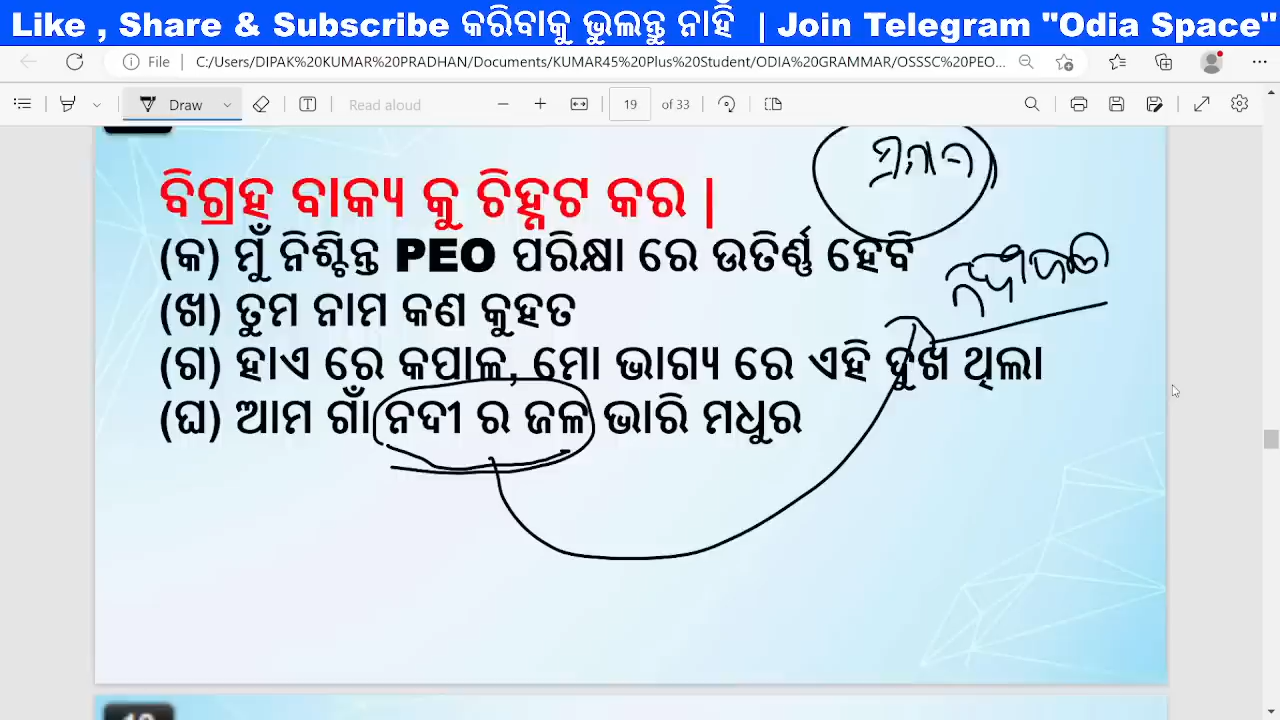 Like , Share & Subscribe କରିବାକୁ ଭୁଲନ୍ତୁ ନାହିଁ | Join Telegram "Odia Space"
File C:/Users/DIPAK%20KUMAR%20PRADHAN/Documents/KUMAR45%20Plus%20Student/ODIA%20GRAMMAR/OSSSC%20PEO...
Draw Read aloud 19 of 33
ବିଗ୍ରହ ବାକ୍ୟ କୁ ଚିହ୍ନଟ କର |
(କ) ମୁଁ ନିଶ୍ଚିନ୍ତ PEO ପରିକ୍ଷା ରେ ଉତିର୍ଣ୍ଣ ହେବି
(ଖ) ତୁମ ନାମ କଣ କୁହତ
(ଗ) ହାଏ ରେ କପାଳ, ମୋ ଭାଗ୍ୟ ରେ ଏହି ଦୁଖ ଥିଲା
(ଘ) ଆମ ଗାଁ ନଦୀ ର ଜଳ ଭାରି ମଧୁର
ନଦୀଜଳ